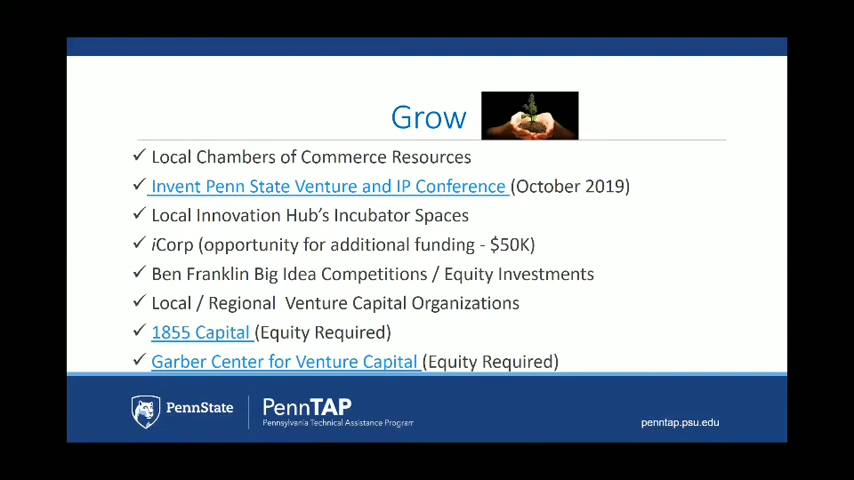 Grow
✓ Local Chambers of Commerce Resources
✓ Invent Penn State Venture and IP Conference (October 2019)
✓ Local Innovation Hub's Incubator Spaces
✓ iCorp (opportunity for additional funding - $50K)
✓ Ben Franklin Big Idea Competitions / Equity Investments
✓ Local / Regional Venture Capital Organizations
✓ 1855 Capital (Equity Required)
✓ Garber Center for Venture Capital (Equity Required)
PennState
PennTAP
Pennsylvania Technical Assistance Program
penntap.psu.edu